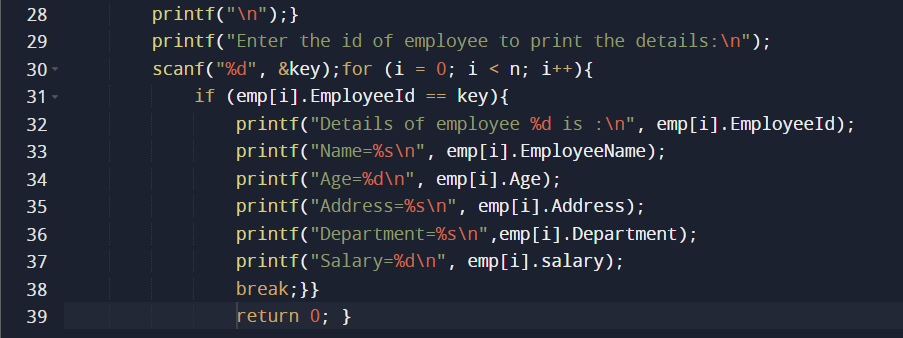 28 printf("\n");}
29 printf("Enter the id of employee to print the details:\n");
30 scanf("%d", &key);for (i = 0; i < n; i++){
31 if (emp[i].EmployeeId == key){
32 printf("Details of employee %d is :\n", emp[i].EmployeeId);
33 printf("Name=%s\n", emp[i].EmployeeName);
34 printf("Age=%d\n", emp[i].Age);
35 printf("Address=%s\n", emp[i].Address);
36 printf("Department=%s\n",emp[i].Department);
37 printf("Salary=%d\n", emp[i].salary);
38 break;}}
39 return 0; }